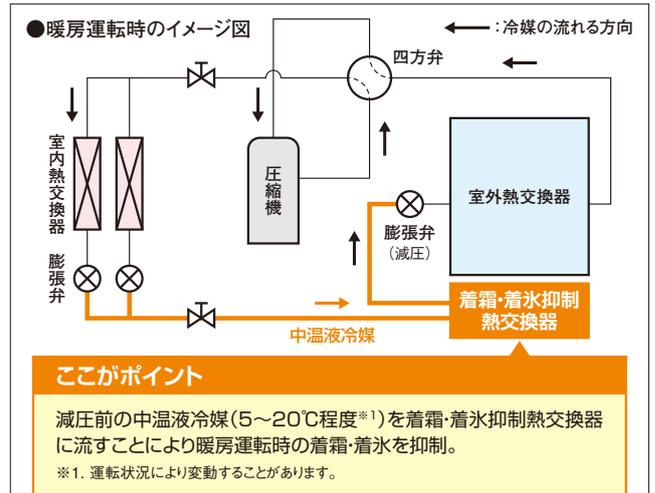 ●暖房運転時のイメージ図
:冷媒の流れる方向
四方弁
室内熱交換器
圧縮機
室外熱交換器
膨張弁
(減圧)
膨張弁
着霜・着氷抑制
熱交換器
中温液冷媒
ここがポイント
減圧前の中温液冷媒(5~20℃程度※1)を着霜・着氷抑制熱交換器
に流すことにより暖房運転時の着霜・着氷を抑制。
※1. 運転状況により変動することがあります。